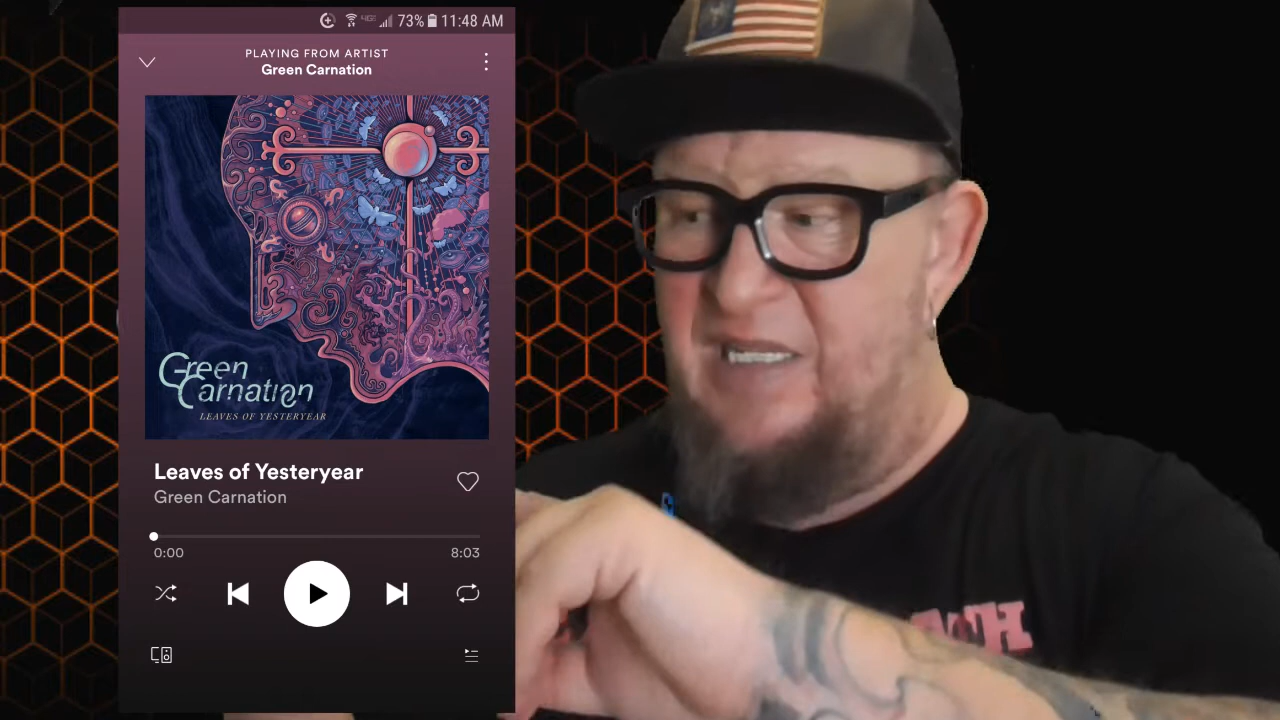 73% 11:48 AM
PLAYING FROM ARTIST
Green Carnation
Green
Carnation
LEAVES OF YESTERYEAR
Leaves of Yesteryear
Green Carnation
0:00 8:03